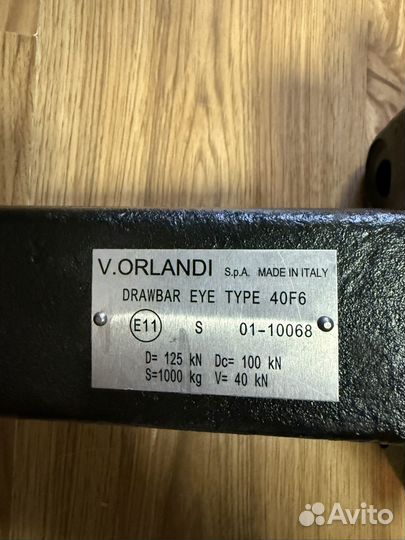 V.ORLANDI S.p.A. MADE IN ITALY
DRAWBAR EYE TYPE 40F6
E11 S 01-10068
D= 125 kN Dc= 100 kN
S=1000 kg V= 40 kN
Avito